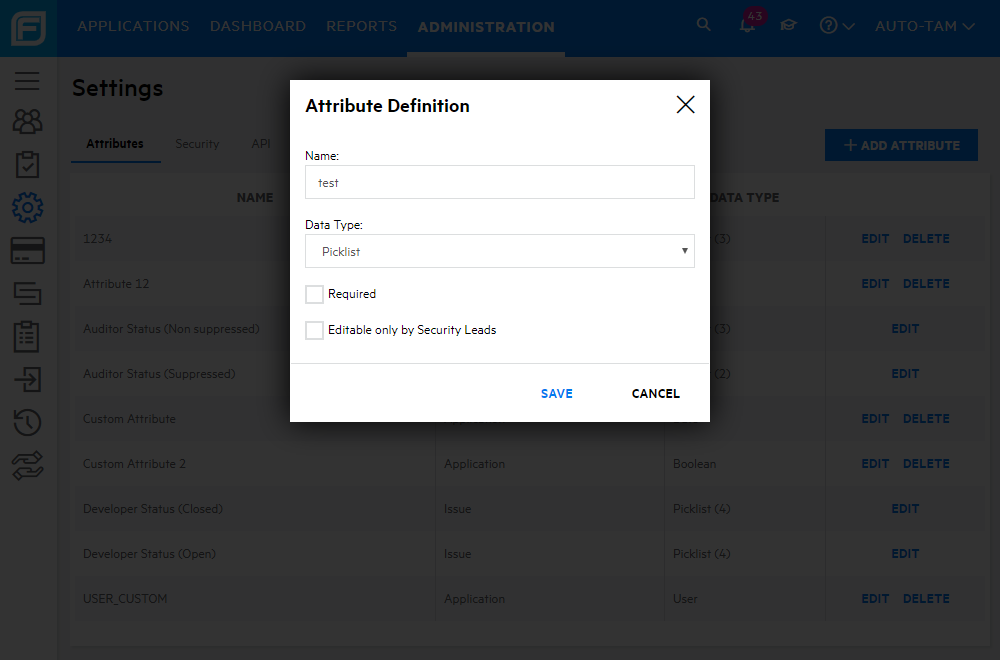 APPLICATIONS DASHBOARD REPORTS ADMINISTRATION 43 AUTO-TAM
Settings
Attributes Security API
+ ADD ATTRIBUTE
Attribute Definition
Name:
test
Data Type:
Picklist
Required
Editable only by Security Leads
SAVE CANCEL
NAME DATA TYPE
1234 (3) EDIT DELETE
Attribute 12 EDIT DELETE
Auditor Status (Non suppressed) (3) EDIT
Auditor Status (Suppressed) (2) EDIT
Custom Attribute EDIT DELETE
Custom Attribute 2 Application Boolean EDIT DELETE
Developer Status (Closed) Issue Picklist (4) EDIT
Developer Status (Open) Issue Picklist (4) EDIT
USER_CUSTOM Application User EDIT DELETE